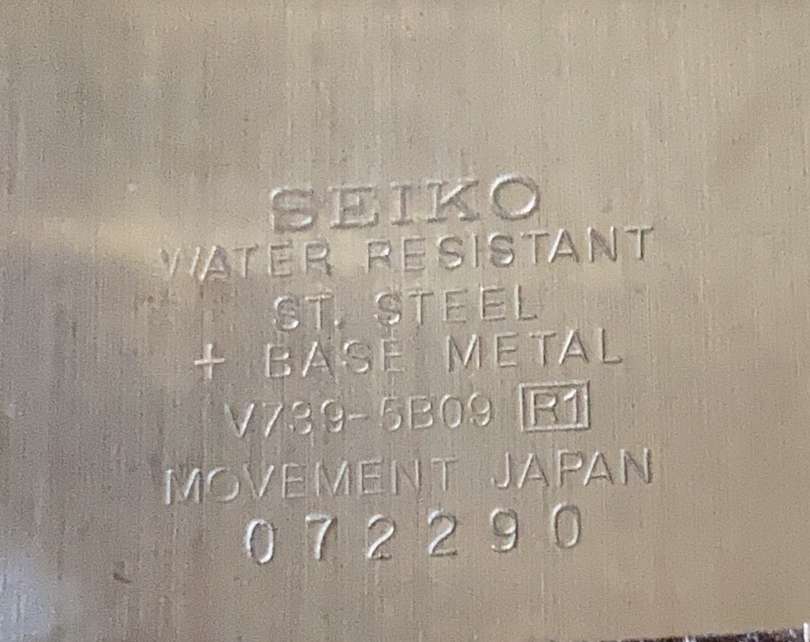 SEIKO
WATER RESISTANT
ST. STEEL
+ BASE METAL
V739-5B09 R1
MOVEMENT JAPAN
072290